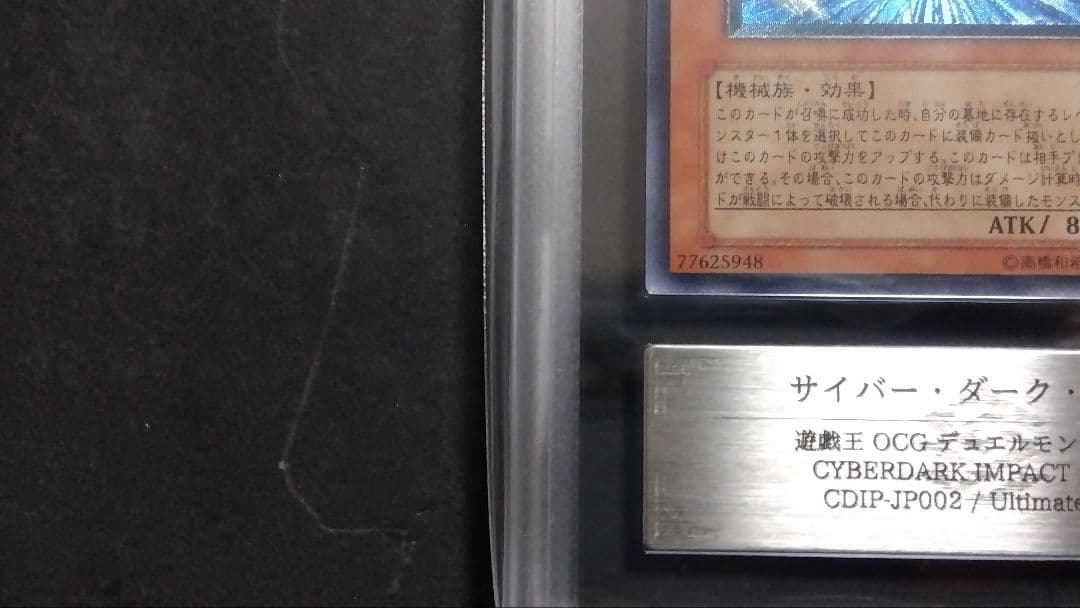 【機械族・効果】
このカードが召喚に成功した時、自分の墓地に存在するレベ
ンスター1体を選択してこのカードに装備カード扱いとし
けこのカードの攻撃力をアップする。このカードは相手プ
ができる。その場合、このカードの攻撃力はダメージ計算時
ドが戦闘によって破壊される場合、代わりに装備したモンス
ATK/ 8
77625948
©高橋和希
サイバー・ダーク・
遊戯王 OCG デュエルモン
CYBERDARK IMPACT
CDIP-JP002 / Ultimate